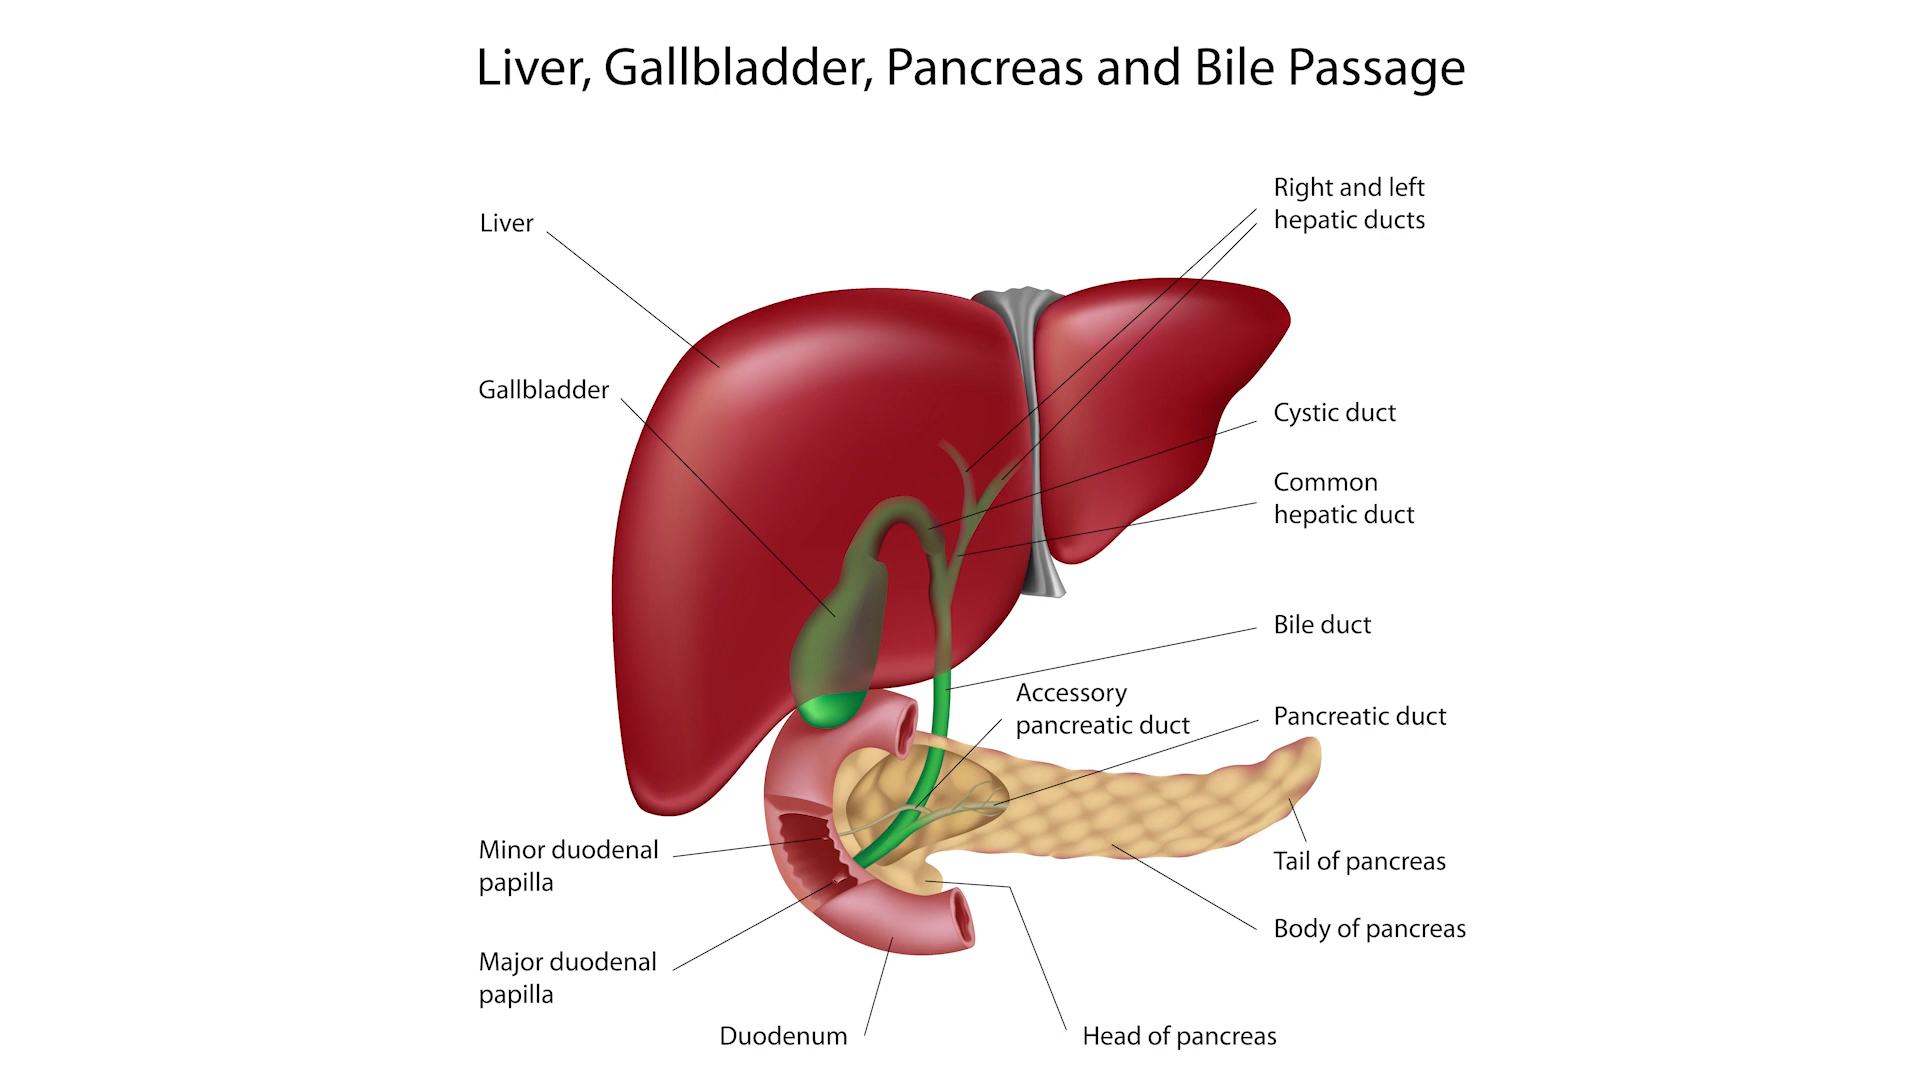 Liver, Gallbladder, Pancreas and Bile Passage
Right and left
hepatic ducts
Liver
Gallbladder
Cystic duct
Common
hepatic duct
Bile duct
Accessory
pancreatic duct
Pancreatic duct
Minor duodenal
papilla
Tail of pancreas
Body of pancreas
Major duodenal
papilla
Duodenum
Head of pancreas